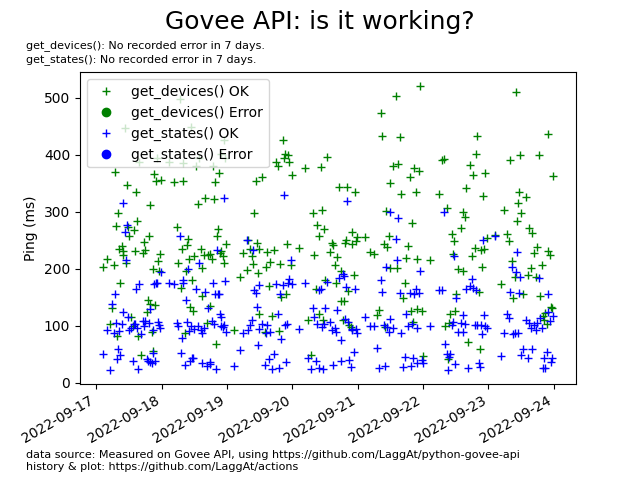 Govee API: is it working?
get_devices(): No recorded error in 7 days.
get_states(): No recorded error in 7 days.
get_devices() OK
get_devices() Error
get_states() OK
get_states() Error
500
400
300
200
100
0
Ping (ms)
2022-09-17
2022-09-18
2022-09-19
2022-09-20
2022-09-21
2022-09-22
2022-09-23
2022-09-24
data source: Measured on Govee API, using https://github.com/LaggAt/python-govee-api
history & plot: https://github.com/LaggAt/actions